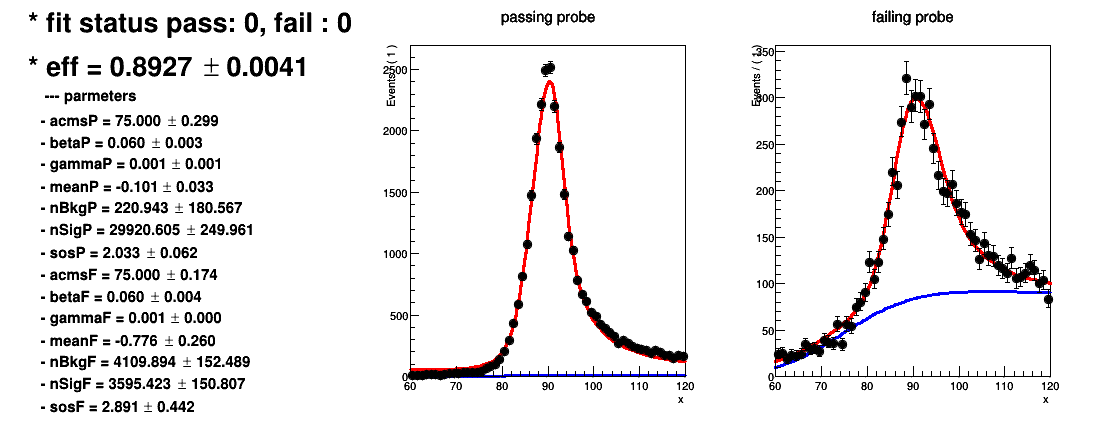 * fit status pass: 0, fail : 0
* eff = 0.8927 ± 0.0041
--- parmeters
- acmsP = 75.000 ± 0.299
- betaP = 0.060 ± 0.003
- gammaP = 0.001 ± 0.001
- meanP = -0.101 ± 0.033
- nBkgP = 220.943 ± 180.567
- nSigP = 29920.605 ± 249.961
- sosP = 2.033 ± 0.062
- acmsF = 75.000 ± 0.174
- betaF = 0.060 ± 0.004
- gammaF = 0.001 ± 0.000
- meanF = -0.776 ± 0.260
- nBkgF = 4109.894 ± 152.489
- nSigF = 3595.423 ± 150.807
- sosF = 2.891 ± 0.442
passing probe
Events / ( 1 )
2500
2000
1500
1000
500
0
60 70 80 90 100 110 120
x
failing probe
Events / ( 1 )
350
300
250
200
150
100
50
0
60 70 80 90 100 110 120
x